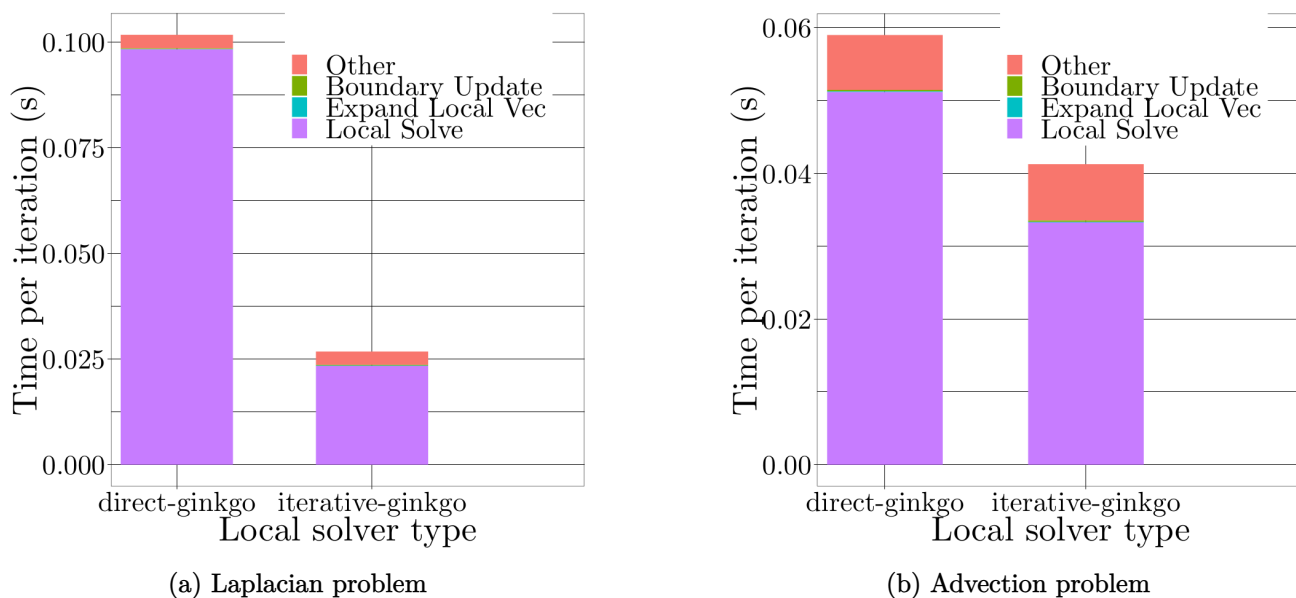 Time per iteration (s)
0.100
0.075
0.050
0.025
0.000
Other
Boundary Update
Expand Local Vec
Local Solve
direct-ginkgo
iterative-ginkgo
Local solver type
(a) Laplacian problem
Time per iteration (s)
0.06
0.04
0.02
0.00
Other
Boundary Update
Expand Local Vec
Local Solve
direct-ginkgo
iterative-ginkgo
Local solver type
(b) Advection problem